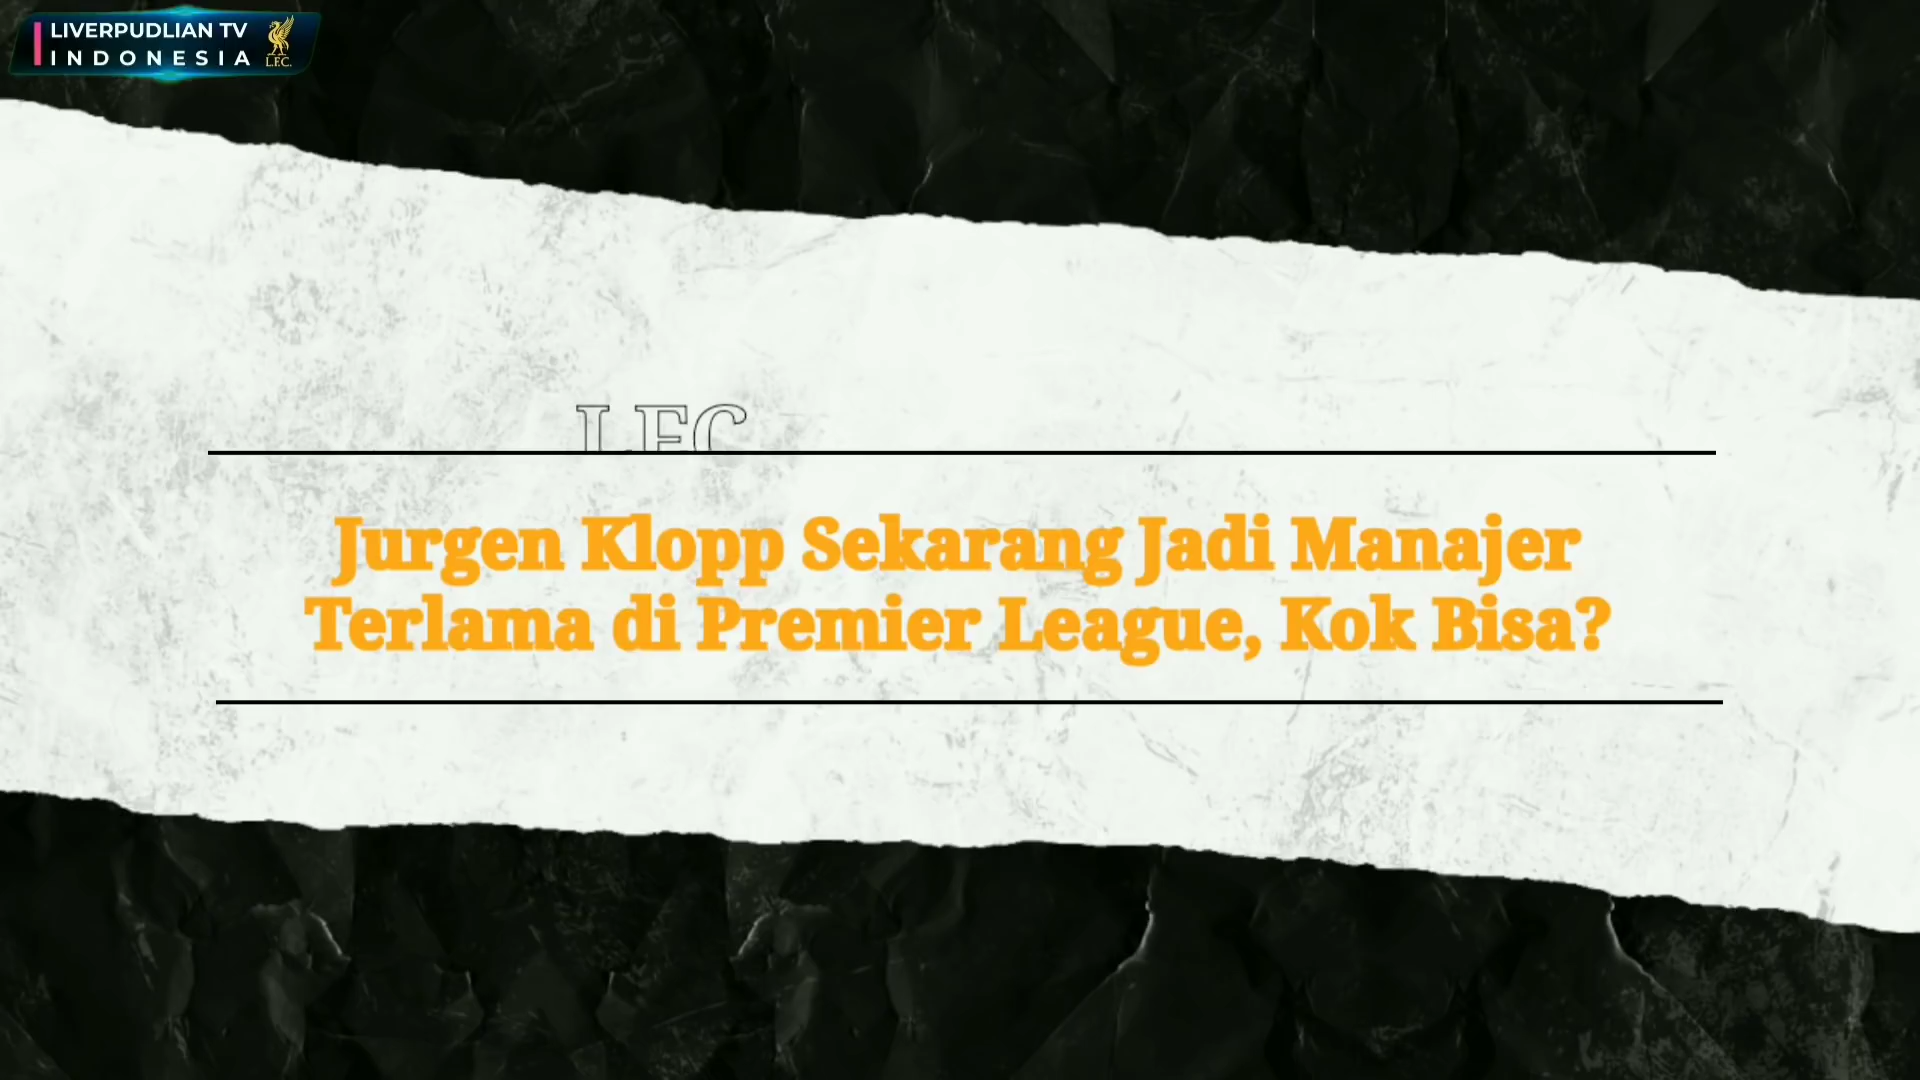 LIVERPUDLIAN TV
INDONESIA
L.F.C.
LFC
Jurgen Klopp Sekarang Jadi Manajer
Terlama di Premier League, Kok Bisa?